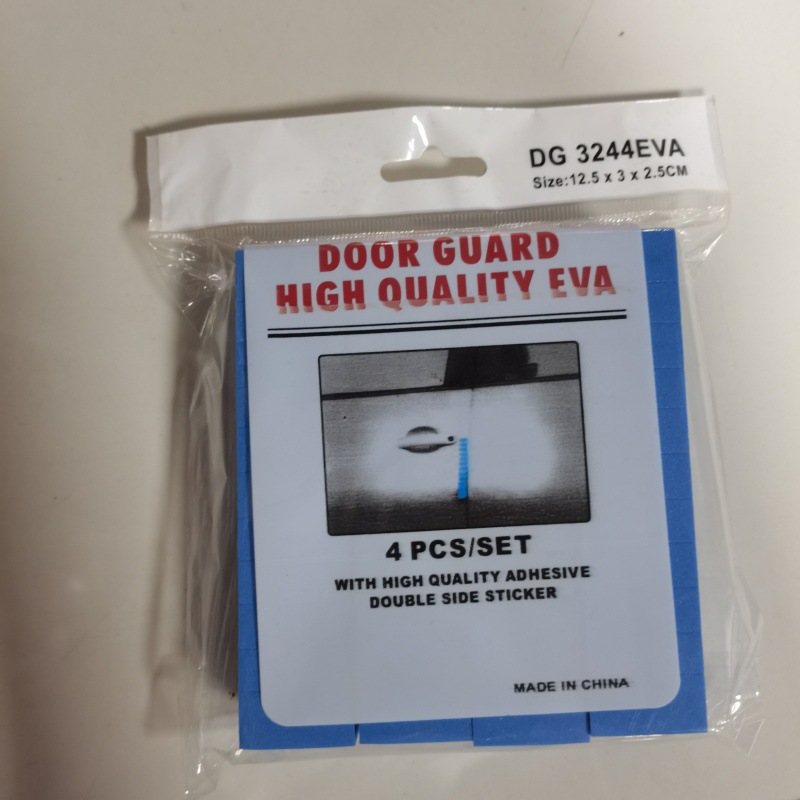 DG 3244EVA
Size:12.5 x 3 x 2.5CM
DOOR GUARD
HIGH QUALITY EVA
4 PCS/SET
WITH HIGH QUALITY ADHESIVE
DOUBLE SIDE STICKER
MADE IN CHINA